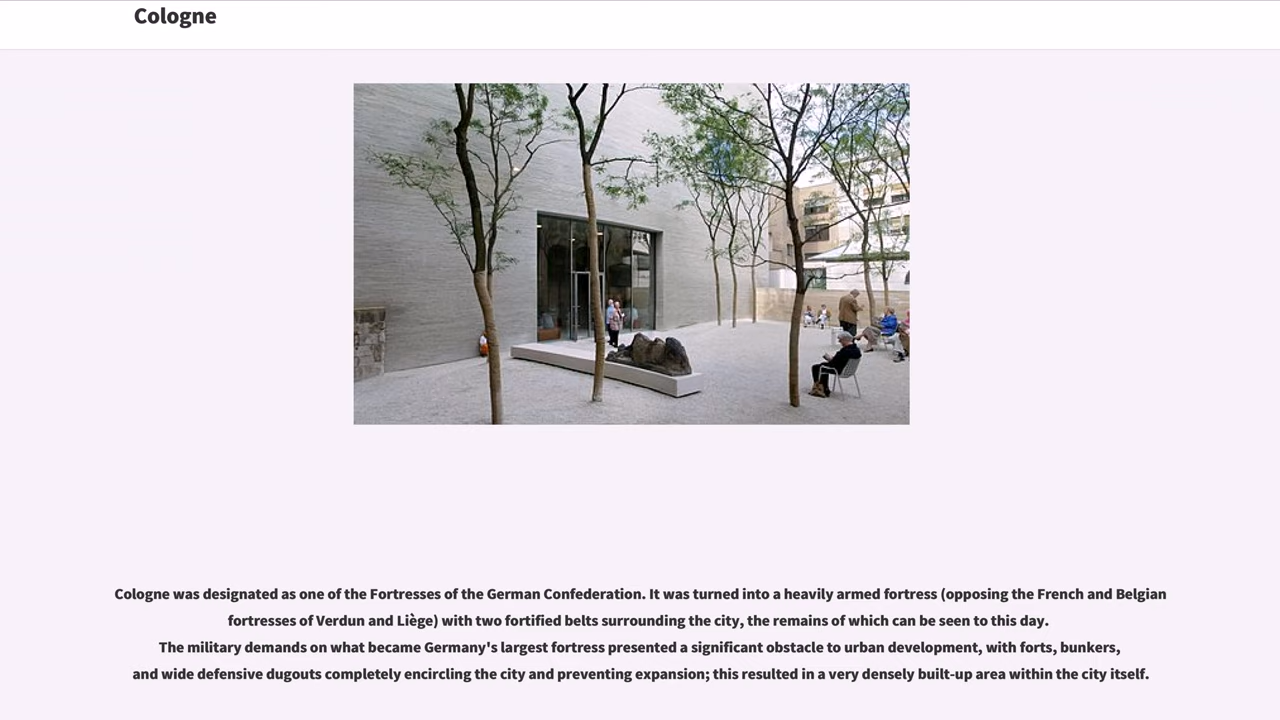 Cologne
Cologne was designated as one of the Fortresses of the German Confederation. It was turned into a heavily armed fortress (opposing the French and Belgian
fortresses of Verdun and Liège) with two fortified belts surrounding the city, the remains of which can be seen to this day.
The military demands on what became Germany's largest fortress presented a significant obstacle to urban development, with forts, bunkers,
and wide defensive dugouts completely encircling the city and preventing expansion; this resulted in a very densely built-up area within the city itself.